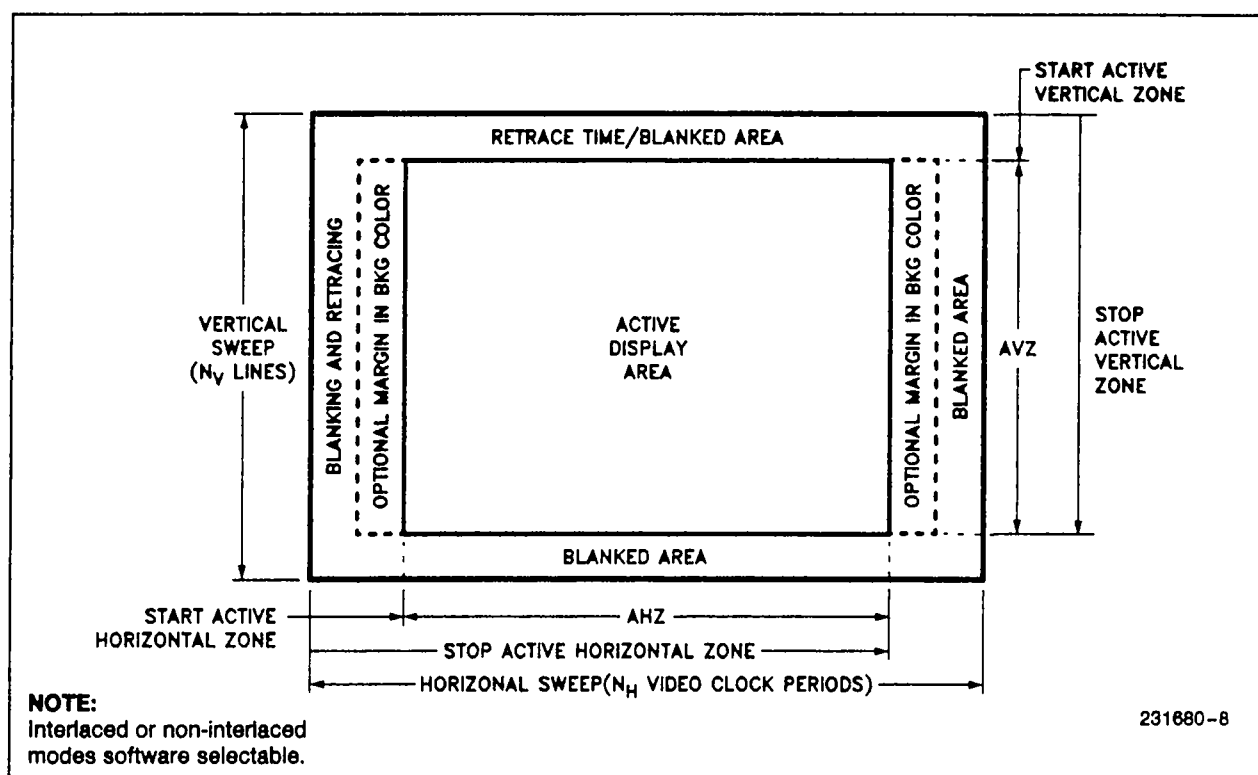 START ACTIVE
VERTICAL ZONE
RETRACE TIME/BLANKED AREA
VERTICAL
SWEEP
(NV LINES)
BLANKING AND RETRACING
OPTIONAL MARGIN IN BKG COLOR
ACTIVE
DISPLAY
AREA
OPTIONAL MARGIN IN BKG COLOR
BLANKED AREA
AVZ
STOP
ACTIVE
VERTICAL
ZONE
BLANKED AREA
START ACTIVE
HORIZONTAL ZONE
AHZ
STOP ACTIVE HORIZONTAL ZONE
HORIZONAL SWEEP(NH VIDEO CLOCK PERIODS)
NOTE:
Interlaced or non-interlaced
modes software selectable.
231680-8